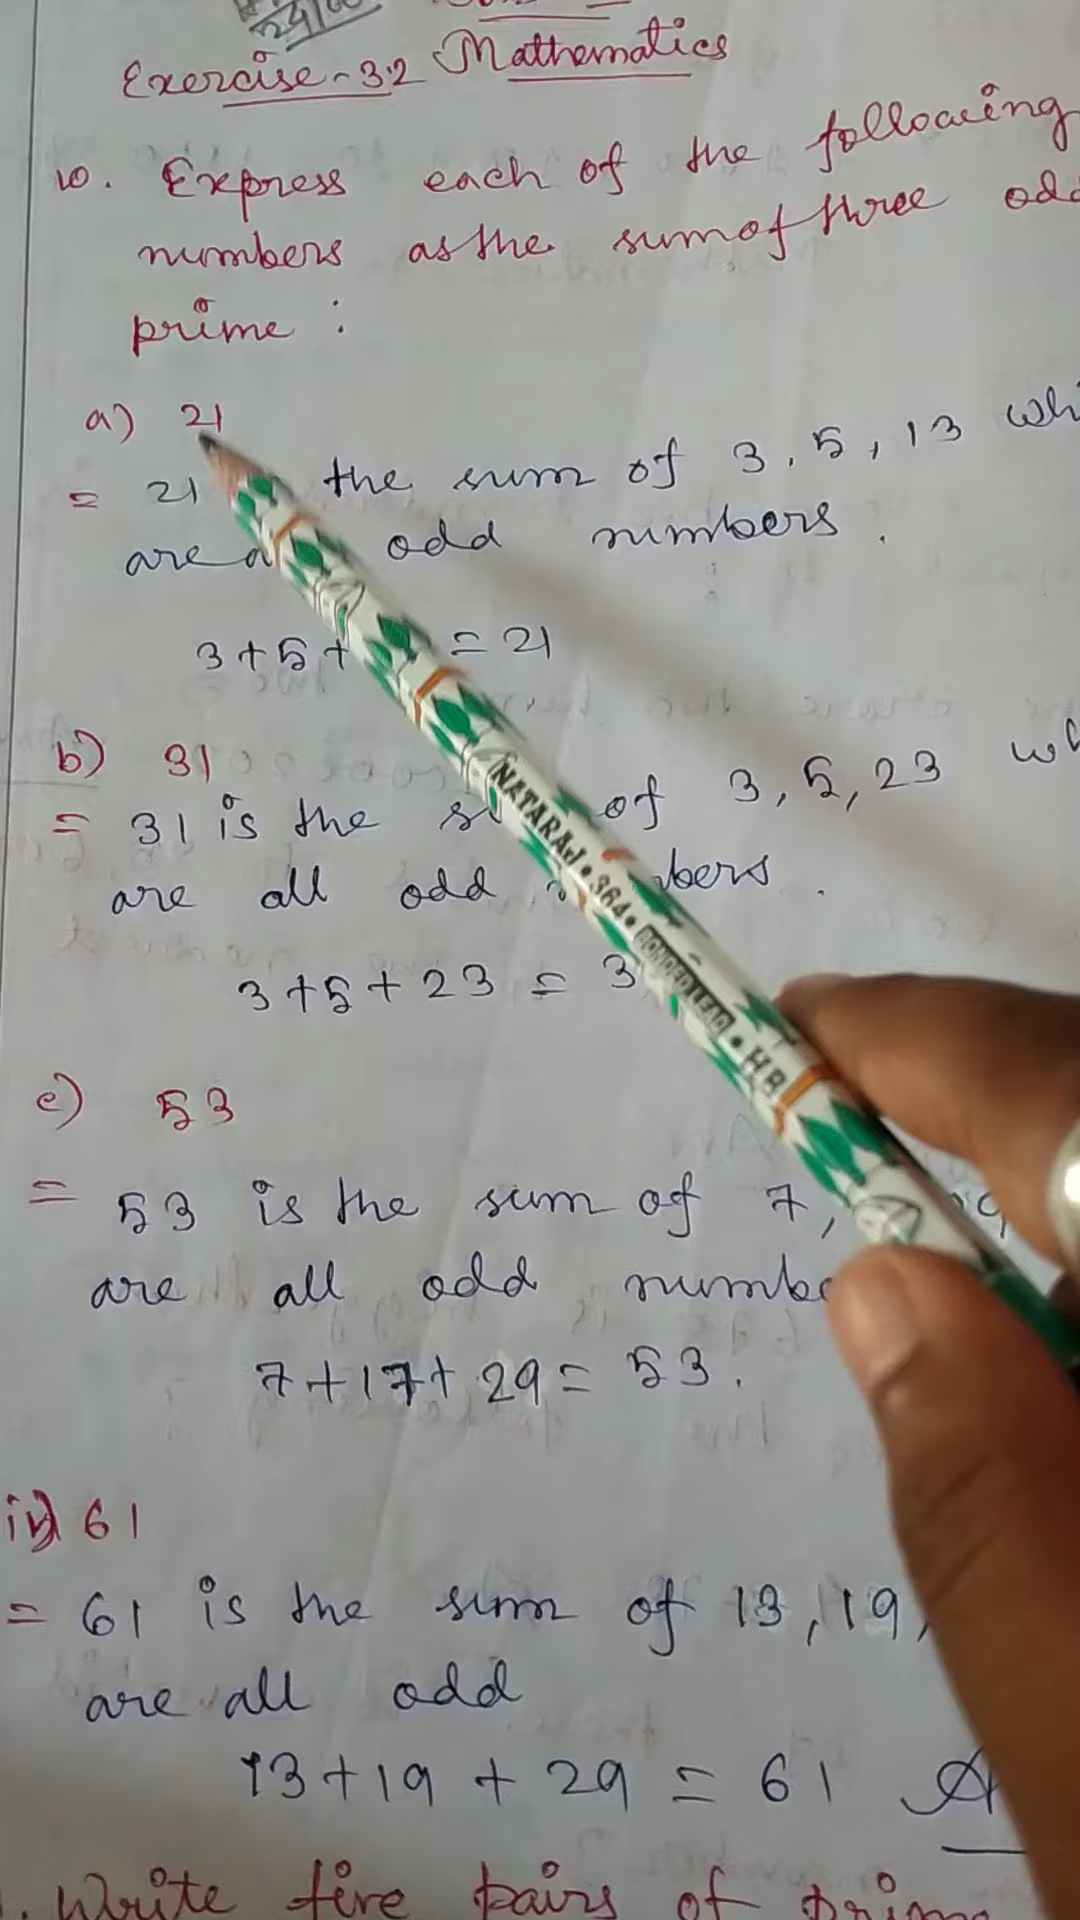 Exercise-3.2 Mathematics
10. Express each of the following
numbers as the sum of three odd
prime :
a) 21
= 21 the sum of 3, 5, 13
are odd numbers.
3+5+ = 21
b) 31
= 31 is the of 3, 5, 23
are all odd
3+5+23 = 3
c) 53
= 53 is the sum of 7,
are all odd
7+17+29= 53.
iv) 61
= 61 is the sum of 13, 19,
are all odd
13+19 + 29 = 61
Write five pairs of
NATARAJ • 364 • BONDED LEAD • HB